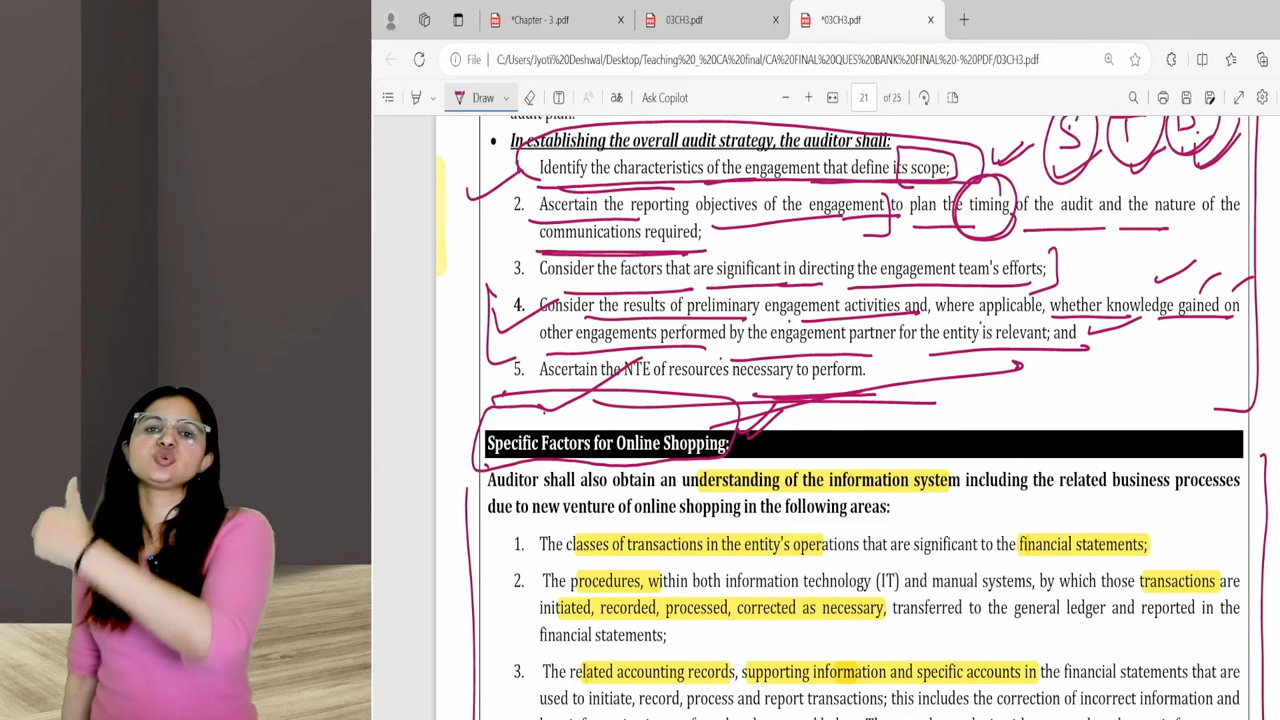 *Chapter - 3 .pdf
03CH3.pdf
*03CH3.pdf
File
C:/Users/Jyoti%20Deshwal/Desktop/Teaching%20_%20CA%20final/CA%20FINAL%20QUES%20BANK%20FINAL%20-%20PDF/03CH3.pdf
Draw
Ask Copilot
21
of 25
audit plan.
S T D
• In establishing the overall audit strategy, the auditor shall:
Identify the characteristics of the engagement that define its scope;
2. Ascertain the reporting objectives of the engagement to plan the timing of the audit and the nature of the
communications required;
3. Consider the factors that are significant in directing the engagement team's efforts;
4. Consider the results of preliminary engagement activities and, where applicable, whether knowledge gained on
other engagements performed by the engagement partner for the entity is relevant; and
5. Ascertain the NTE of resources necessary to perform.
Specific Factors for Online Shopping:
Auditor shall also obtain an understanding of the information system including the related business processes
due to new venture of online shopping in the following areas:
1. The classes of transactions in the entity's operations that are significant to the financial statements;
2. The procedures, within both information technology (IT) and manual systems, by which those transactions are
initiated, recorded, processed, corrected as necessary, transferred to the general ledger and reported in the
financial statements;
3. The related accounting records, supporting information and specific accounts in the financial statements that are
used to initiate, record, process and report transactions; this includes the correction of incorrect information and